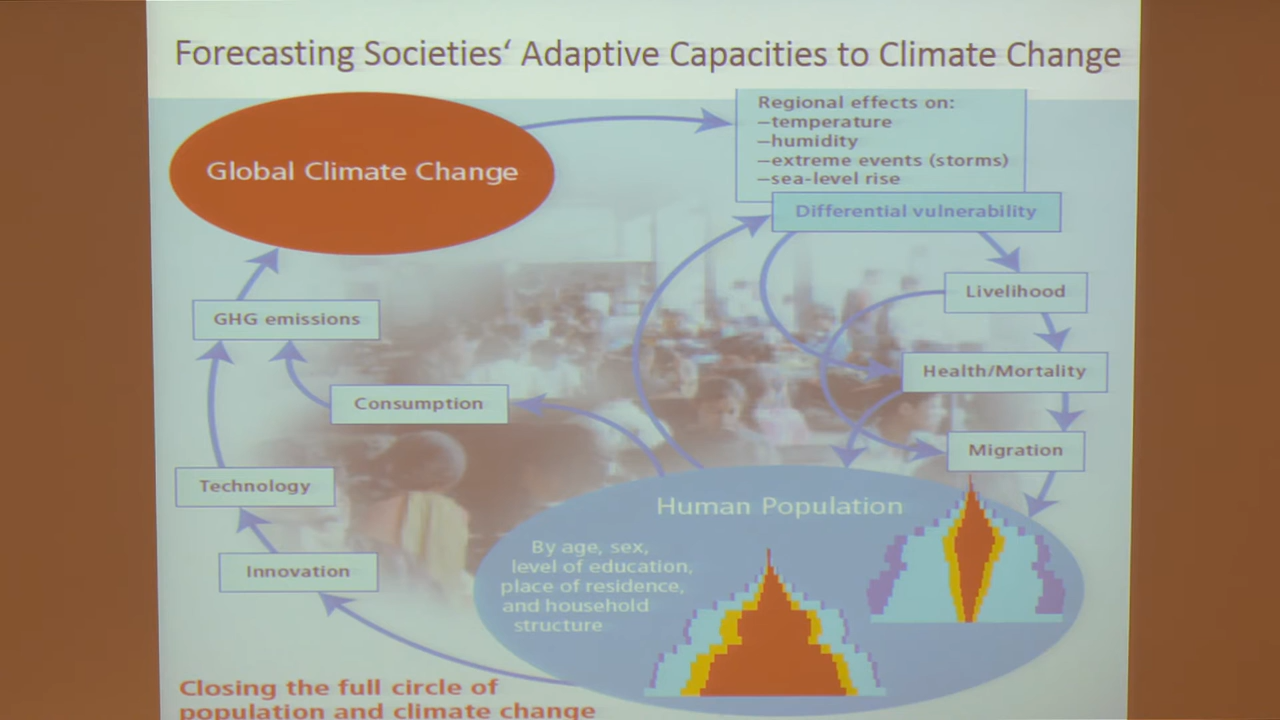 Forecasting Societies‘ Adaptive Capacities to Climate Change
Global Climate Change
Regional effects on:
–temperature
–humidity
–extreme events (storms)
–sea-level rise
Differential vulnerability
Livelihood
GHG emissions
Health/Mortality
Consumption
Migration
Technology
Human Population
By age, sex,
level of education,
place of residence,
and household
structure
Innovation
Closing the full circle of
population and climate change